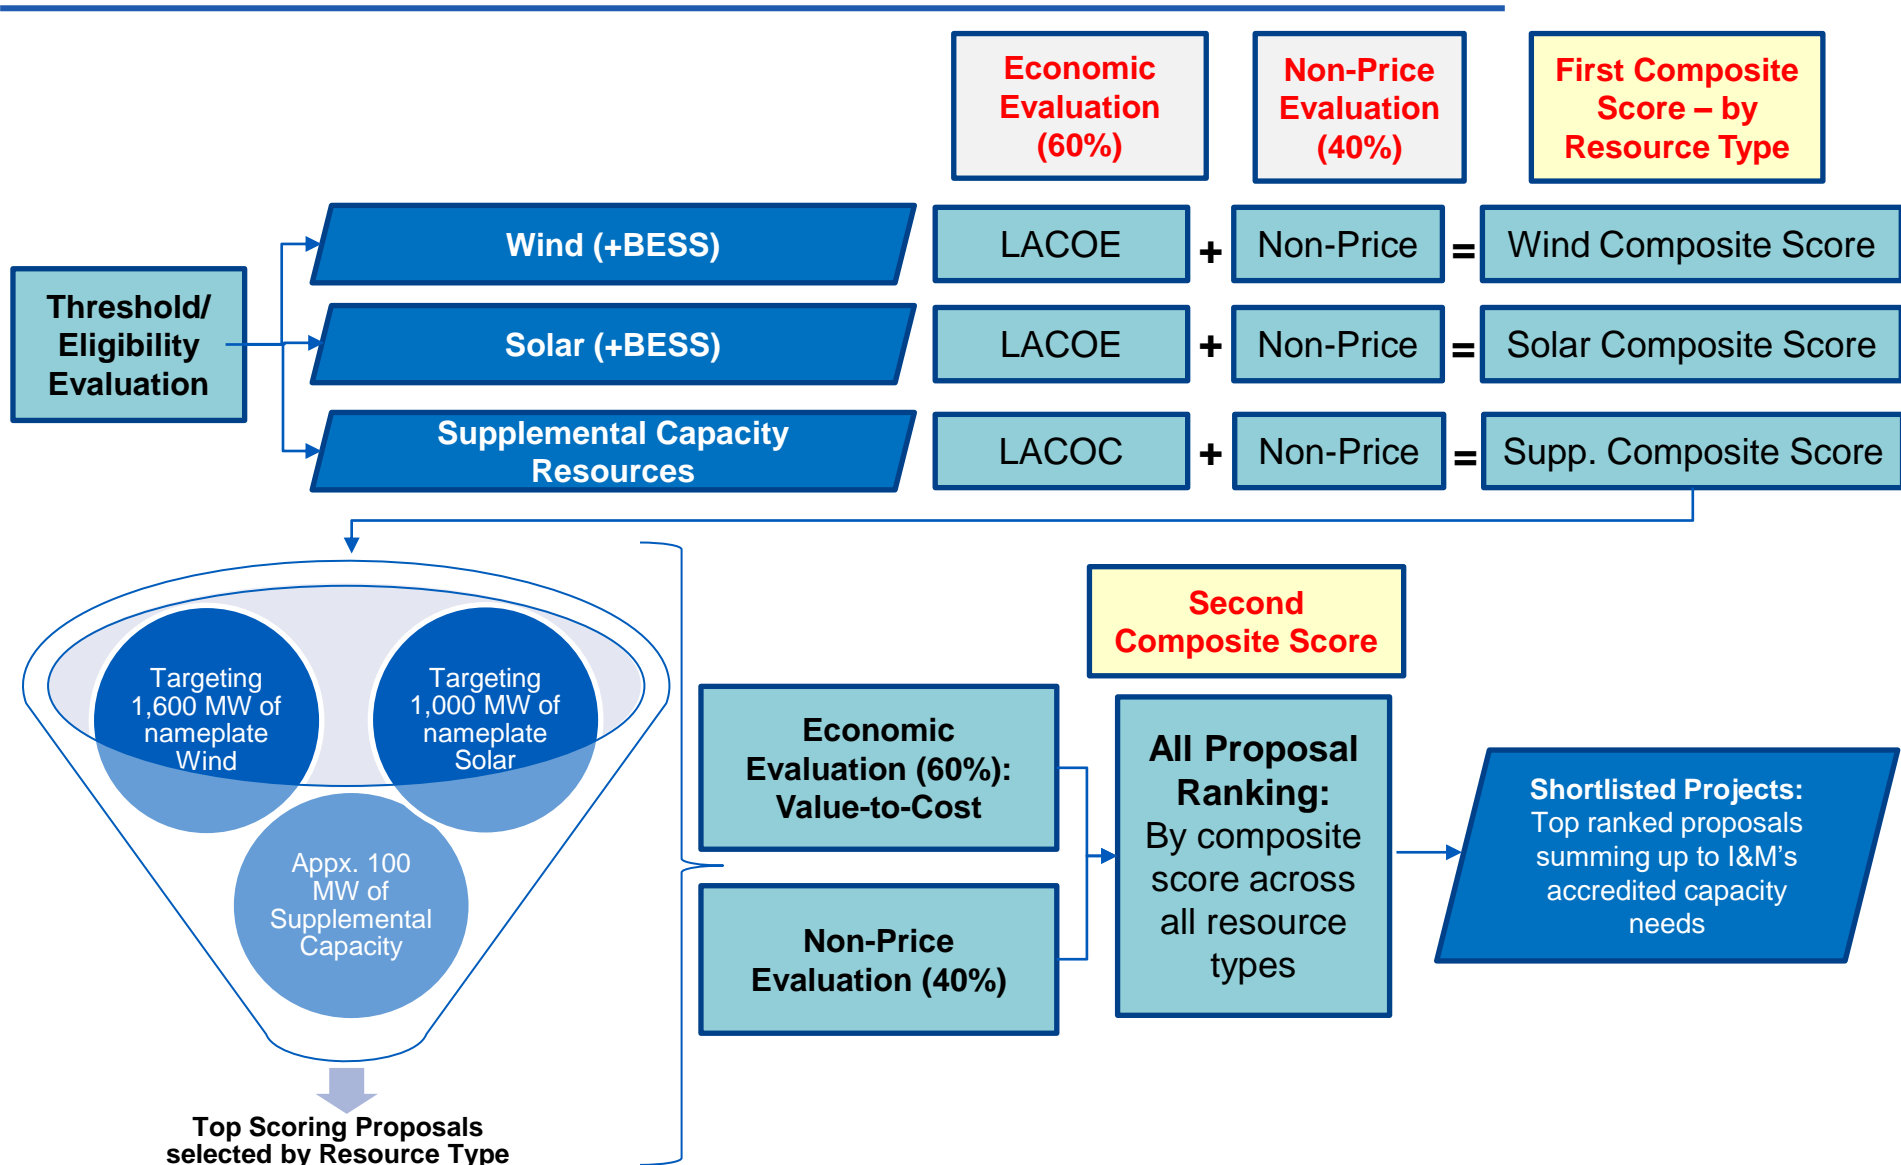 Economic
Evaluation
(60%)
Non-Price
Evaluation
(40%)
First Composite
Score – by
Resource Type
Threshold/
Eligibility
Evaluation
Wind (+BESS)
LACOE
+
Non-Price
=
Wind Composite Score
Solar (+BESS)
LACOE
+
Non-Price
=
Solar Composite Score
Supplemental Capacity
Resources
LACOC
+
Non-Price
=
Supp. Composite Score
Targeting
1,600 MW of
nameplate
Wind
Targeting
1,000 MW of
nameplate
Solar
Appx. 100
MW of
Supplemental
Capacity
Top Scoring Proposals
selected by Resource Type
Economic
Evaluation (60%):
Value-to-Cost
Non-Price
Evaluation (40%)
Second
Composite Score
All Proposal
Ranking:
By composite
score across
all resource
types
Shortlisted Projects:
Top ranked proposals
summing up to I&M’s
accredited capacity
needs